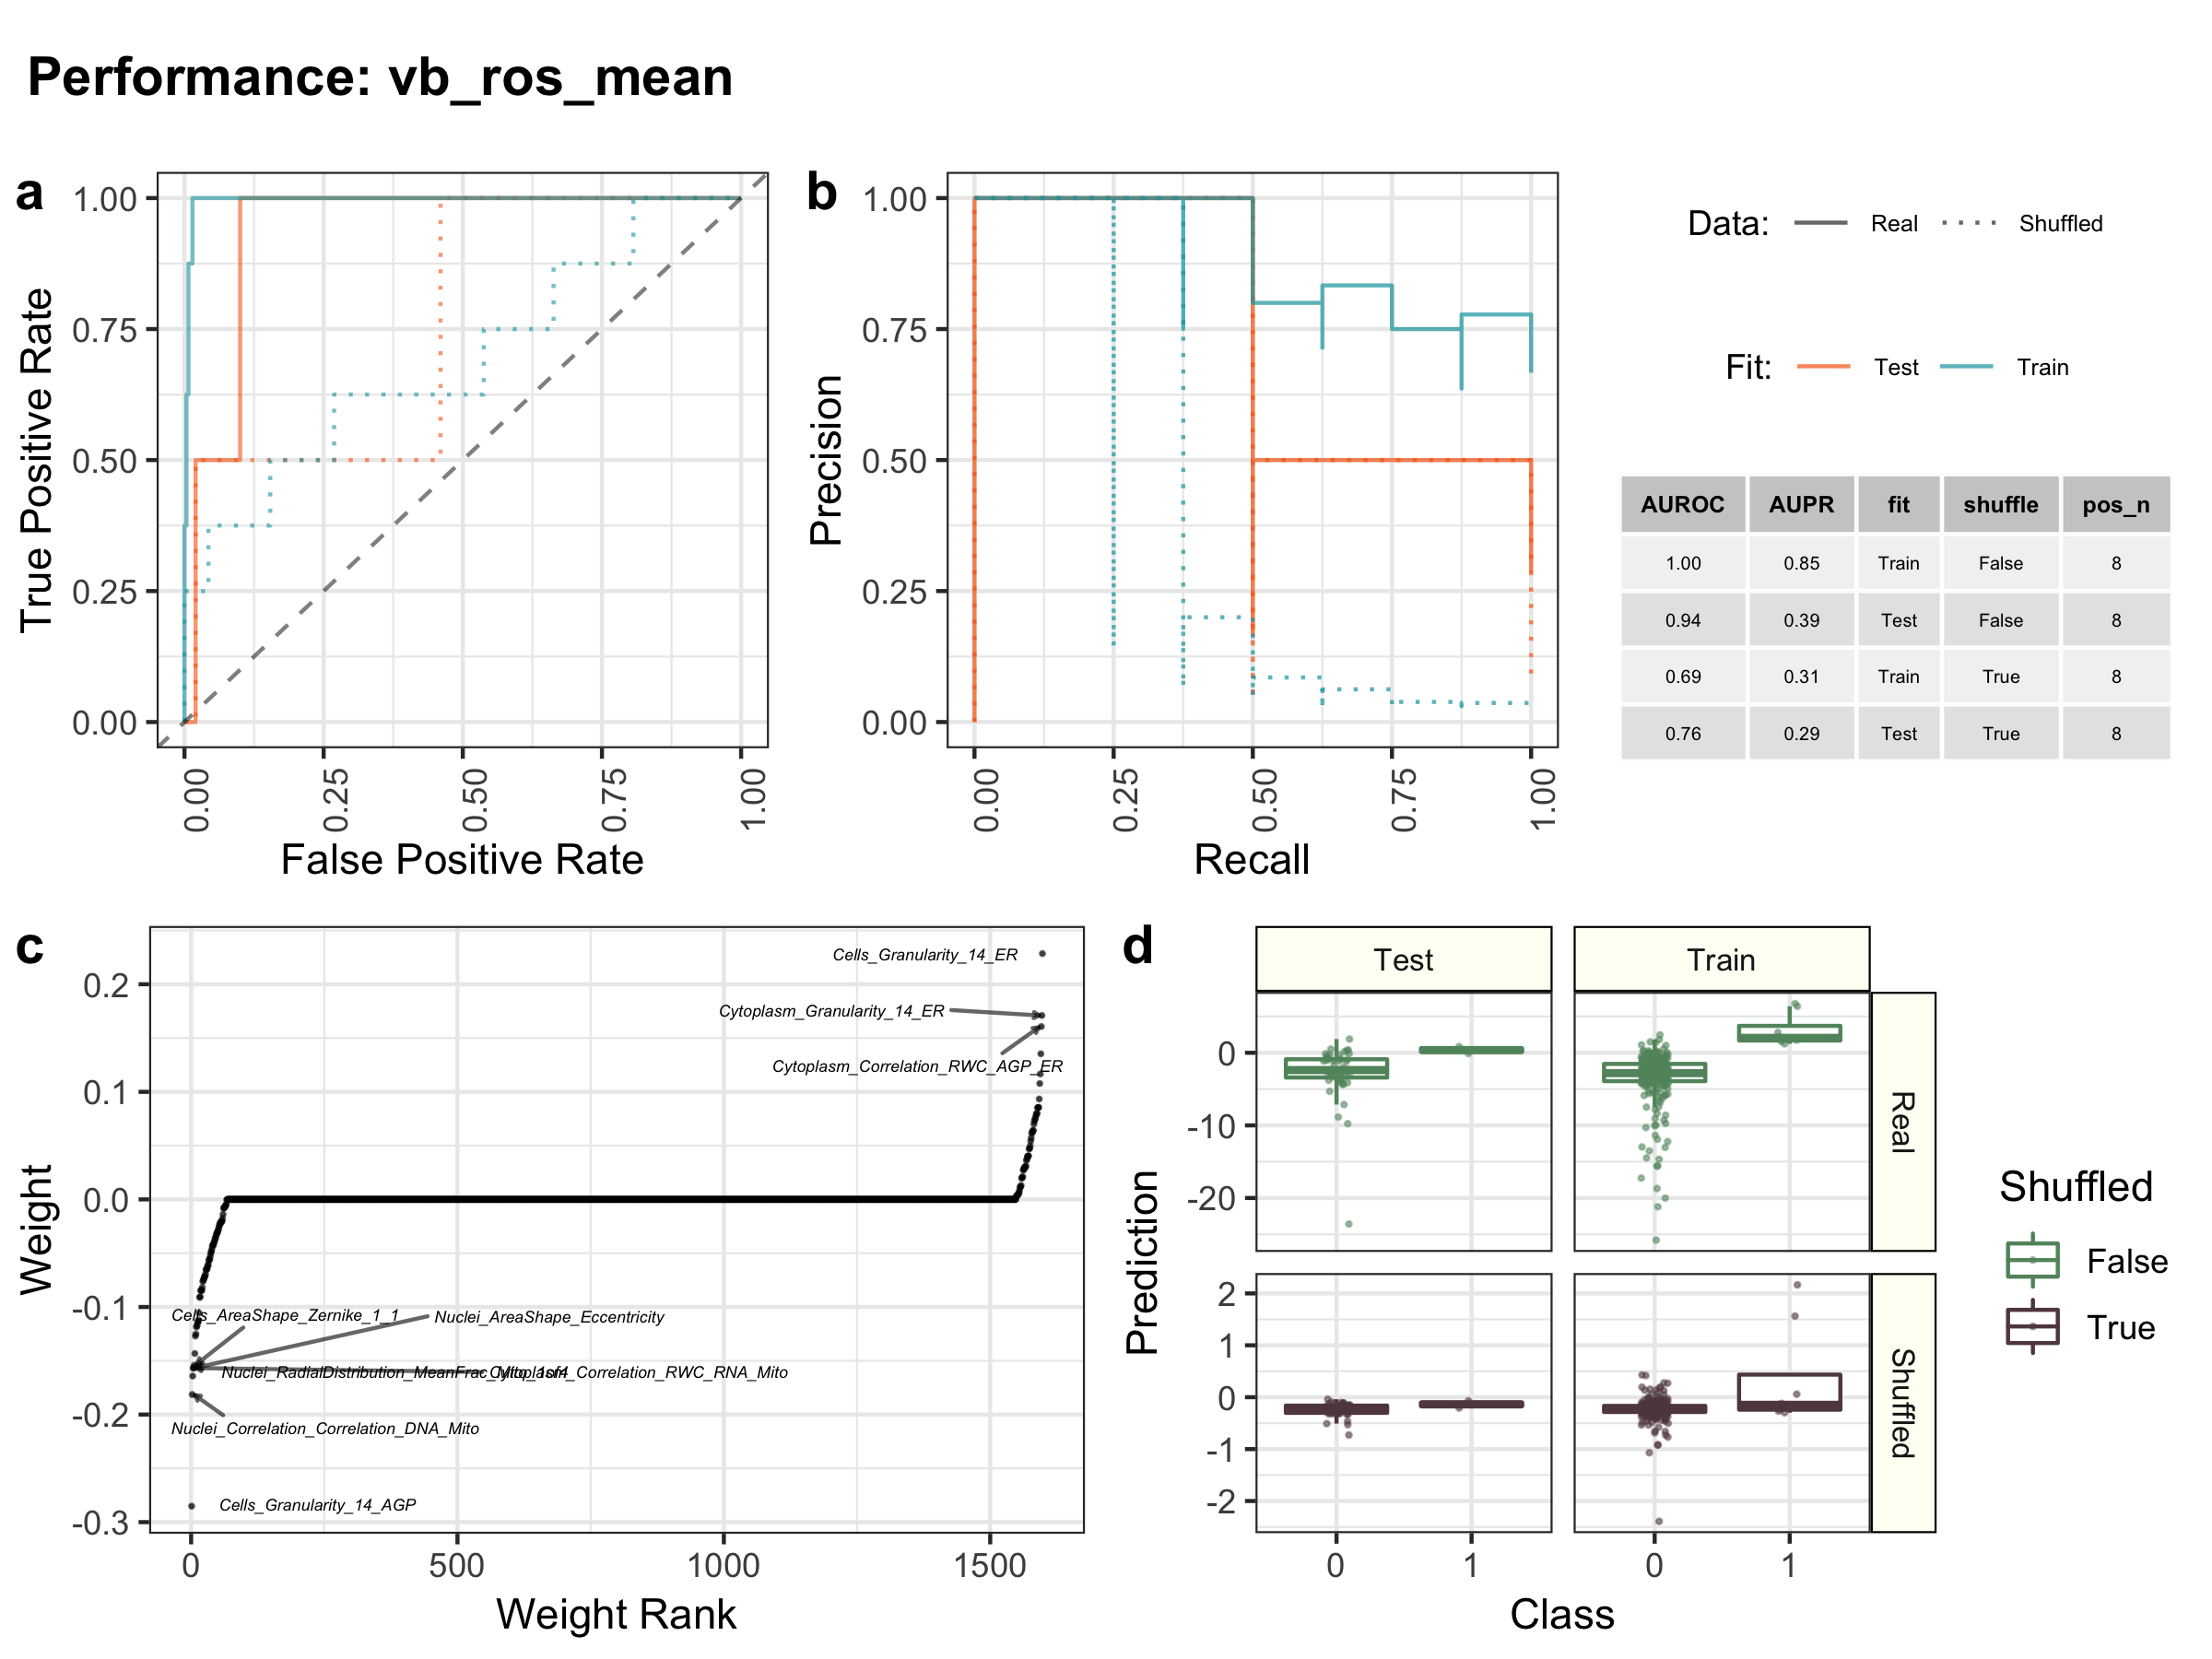 Performance: vb_ros_mean
a
True Positive Rate
1.00
0.75
0.50
0.25
0.00
0.00
0.25
0.50
0.75
1.00
False Positive Rate
b
Precision
1.00
0.75
0.50
0.25
0.00
0.00
0.25
0.50
0.75
1.00
Recall
Data: Real Shuffled
Fit: Test Train
AUROC AUPR fit shuffle pos_n
1.00 0.85 Train False 8
0.94 0.39 Test False 8
0.69 0.31 Train True 8
0.76 0.29 Test True 8
c
Weight
0.2
0.1
0.0
-0.1
-0.2
-0.3
Cells_Granularity_14_ER
Cytoplasm_Granularity_14_ER
Cytoplasm_Correlation_RWC_AGP_ER
Cells_AreaShape_Zernike_1_1
Nuclei_AreaShape_Eccentricity
Nuclei_RadialDistribution_MeanFrac_Mito_1of4
Cytoplasm_Correlation_RWC_RNA_Mito
Nuclei_Correlation_Correlation_DNA_Mito
Cells_Granularity_14_AGP
0 500 1000 1500
Weight Rank
d
Test Train
Prediction
0
-10
-20
Real
2
1
0
-1
-2
Shuffled
0 1 0 1
Class
Shuffled
False
True